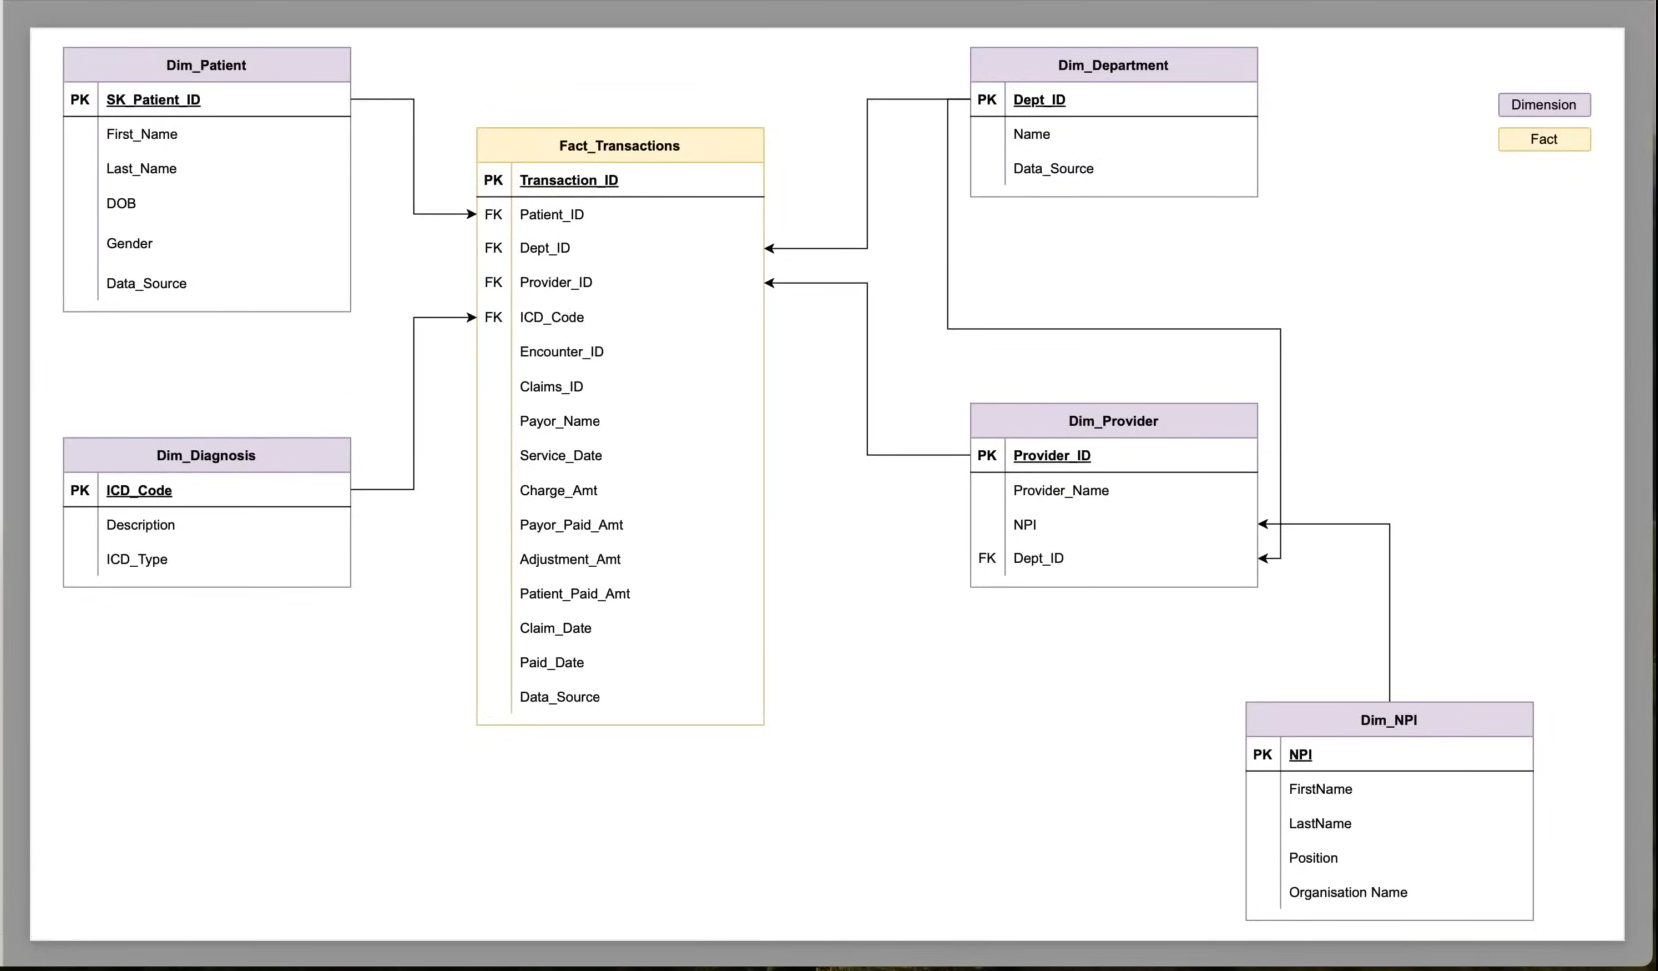 Dim_Patient
PK SK_Patient_ID
First_Name
Last_Name
DOB
Gender
Data_Source
Dim_Diagnosis
PK ICD_Code
Description
ICD_Type
Fact_Transactions
PK Transaction_ID
FK Patient_ID
FK Dept_ID
FK Provider_ID
FK ICD_Code
Encounter_ID
Claims_ID
Payor_Name
Service_Date
Charge_Amt
Payor_Paid_Amt
Adjustment_Amt
Patient_Paid_Amt
Claim_Date
Paid_Date
Data_Source
Dim_Department
PK Dept_ID
Name
Data_Source
Dim_Provider
PK Provider_ID
Provider_Name
NPI
FK Dept_ID
Dim_NPI
PK NPI
FirstName
LastName
Position
Organisation Name
Dimension
Fact